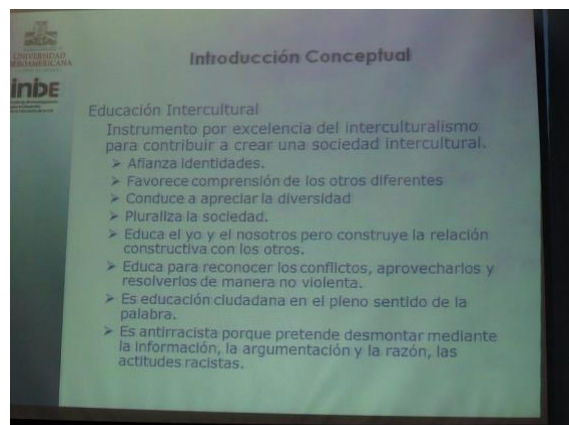 UNIVERSIDAD
IBEROAMERICANA
inide
Introducción Conceptual
Educación Intercultural
Instrumento por excelencia del interculturalismo
para contribuir a crear una sociedad intercultural.
➤ Afianza identidades.
➤ Favorece comprensión de los otros diferentes
➤ Conduce a apreciar la diversidad
➤ Pluraliza la sociedad.
➤ Educa el yo y el nosotros pero construye la relación
constructiva con los otros.
➤ Educa para reconocer los conflictos, aprovecharlos y
resolverlos de manera no violenta.
➤ Es educación ciudadana en el pleno sentido de la
palabra.
➤ Es antirracista porque pretende desmontar mediante
la información, la argumentación y la razón, las
actitudes racistas.